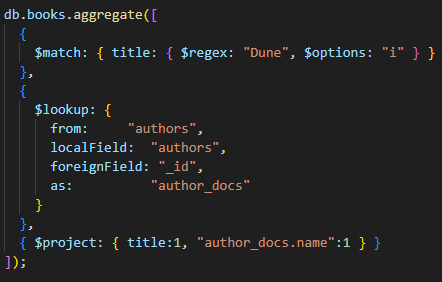 db.books.aggregate([
  {
    $match: { title: { $regex: "Dune", $options: "i" } }
  },
  {
    $lookup: {
      from:     "authors",
      localField:  "authors",
      foreignField: "_id",
      as:          "author_docs"
    }
  },
  { $project: { title:1, "author_docs.name":1 } }
]);